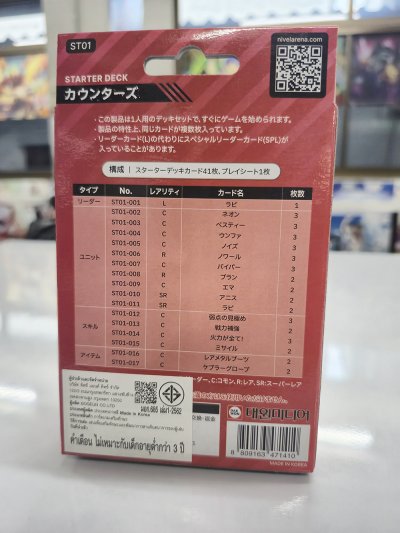 ST01
nivelarena.com
STARTER DECK
カウンターズ
・この製品は1人用のデッキセットで、すぐにゲームを始められます。
・製品の特性上、同じカードが複数枚入っています。
・リーダーカード(L)の代わりにスペシャルリーダーカード(SPL)が
入っていることがあります。
構成 | スターターデッキカード41枚、プレイシート1枚
タイプ No. レアリティ カード名 枚数
リーダー ST01-001 L ラピ 1
ST01-002 C ネオン 3
ST01-003 C ベスティー 3
ST01-004 C ウンファ 3
ST01-005 C ノイズ 3
ユニット ST01-006 R ノワール 3
ST01-007 C バイパー 3
ST01-008 R ブラン 2
ST01-009 C エマ 2
ST01-010 SR アニス 2
ST01-011 SR ラピ 2
ST01-012 C 弱点の見極め 3
スキル ST01-013 C 戦力補強 2
ST01-014 C 火力が全て! 3
ST01-015 C ミサイル 2
アイテム ST01-016 C レアメタルブーツ 2
ST01-017 C ケブラーグローブ 2
ーダー, C:コモン, R:レア, SR:スーパーレア
Made in Korea
มอก.685 เล่ม1-2562
คำเตือน ไม่เหมาะกับเด็กอายุต่ำกว่า 3 ปี
대원미디어
MADE IN KOREA
8 809163 471410